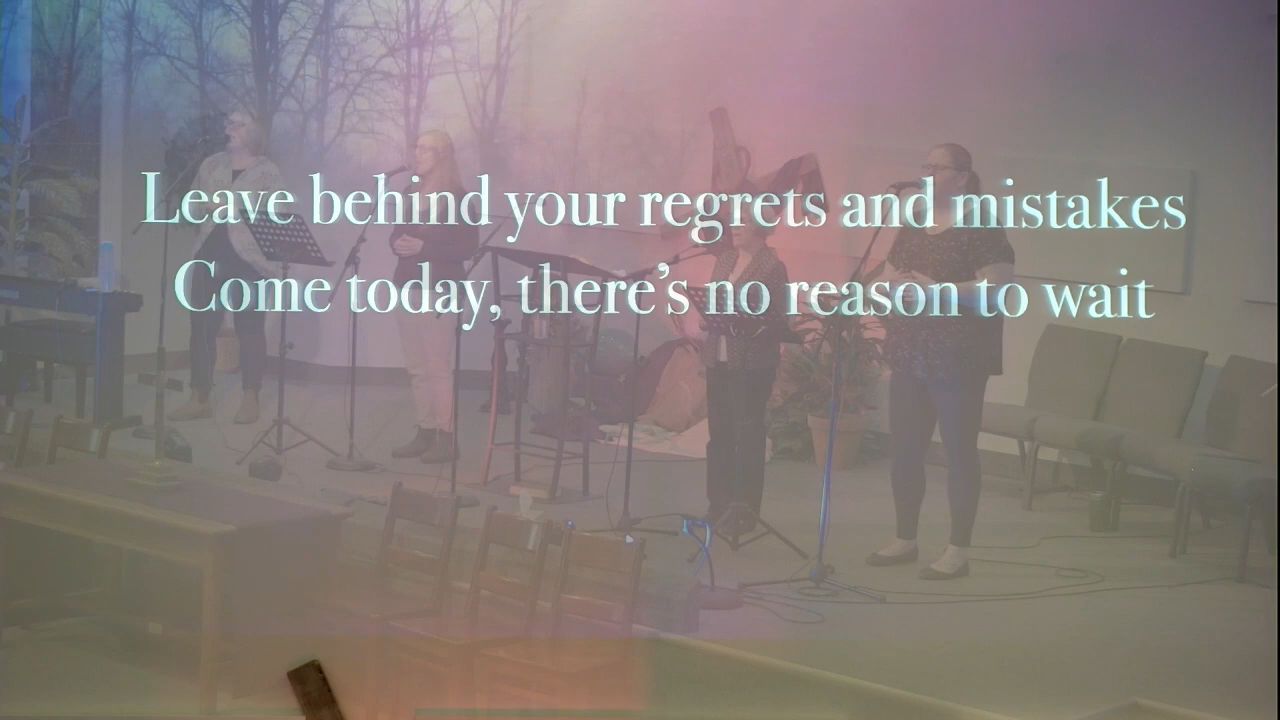 Leave behind your regrets and mistakes
Come today, there's no reason to wait